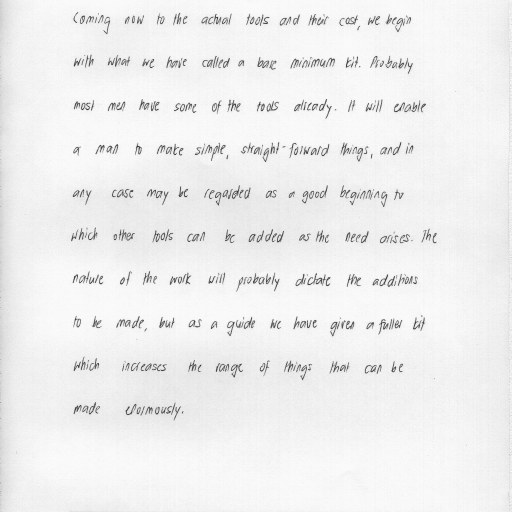 Coming now to the actual tools and their cost, we begin
with what we have called a bare minimum kit. Probably
most men have some of the tools already. It will enable
a man to make simple, straight-forward things, and in
any case may be regarded as a good beginning to
which other tools can be added as the need arises. The
nature of the work will probably dictate the additions
to be made, but as a guide we have given a fuller kit
which increases the range of things that can be
made enormously.